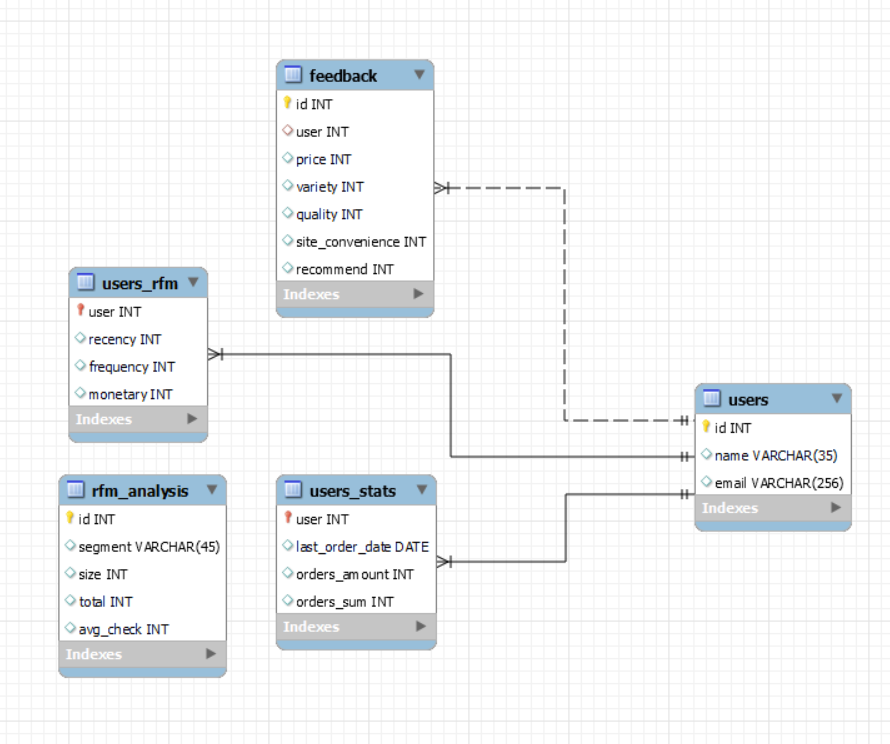 feedback
id INT
user INT
price INT
variety INT
quality INT
site_convenience INT
recommend INT
Indexes
users_rfm
user INT
recency INT
frequency INT
monetary INT
Indexes
users
id INT
name VARCHAR(35)
email VARCHAR(256)
Indexes
rfm_analysis
id INT
segment VARCHAR(45)
size INT
total INT
avg_check INT
Indexes
users_stats
user INT
last_order_date DATE
orders_amount INT
orders_sum INT
Indexes